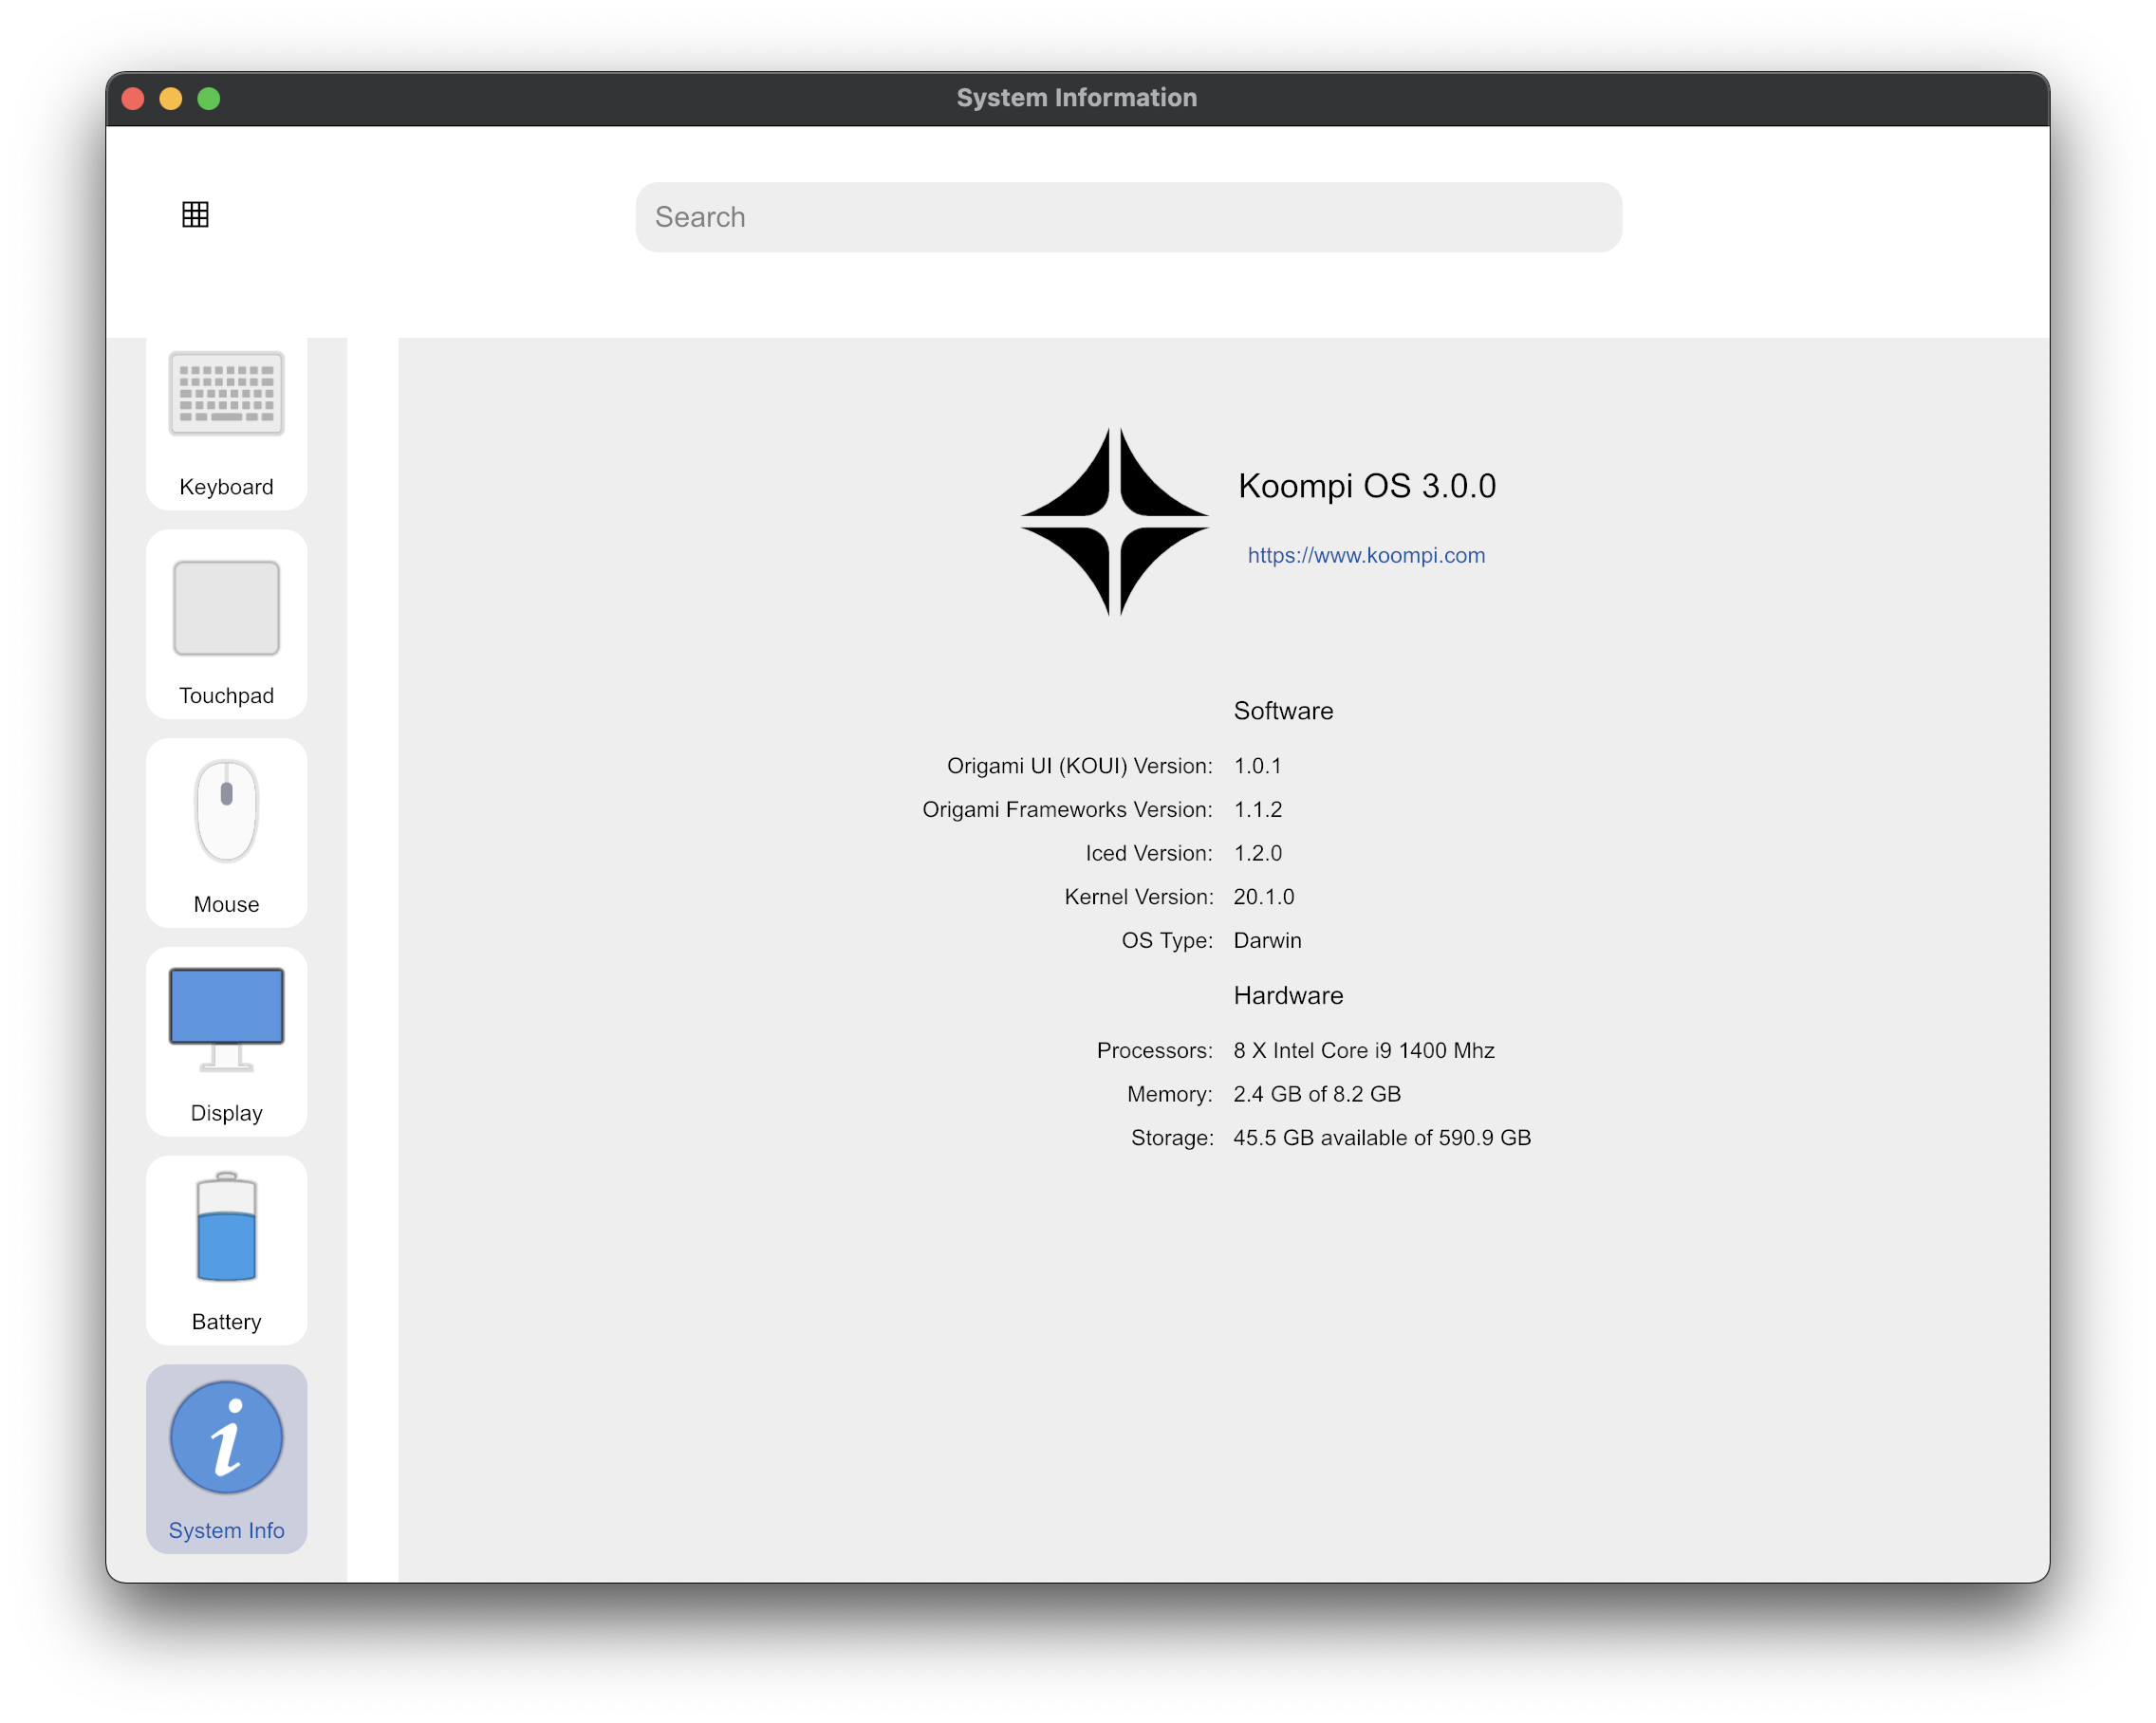 System Information
Search
Keyboard
Touchpad
Mouse
Display
Battery
System Info
Koompi OS 3.0.0
https://www.koompi.com
Software
Origami UI (KOUI) Version: 1.0.1
Origami Frameworks Version: 1.1.2
Iced Version: 1.2.0
Kernel Version: 20.1.0
OS Type: Darwin
Hardware
Processors: 8 X Intel Core i9 1400 Mhz
Memory: 2.4 GB of 8.2 GB
Storage: 45.5 GB available of 590.9 GB